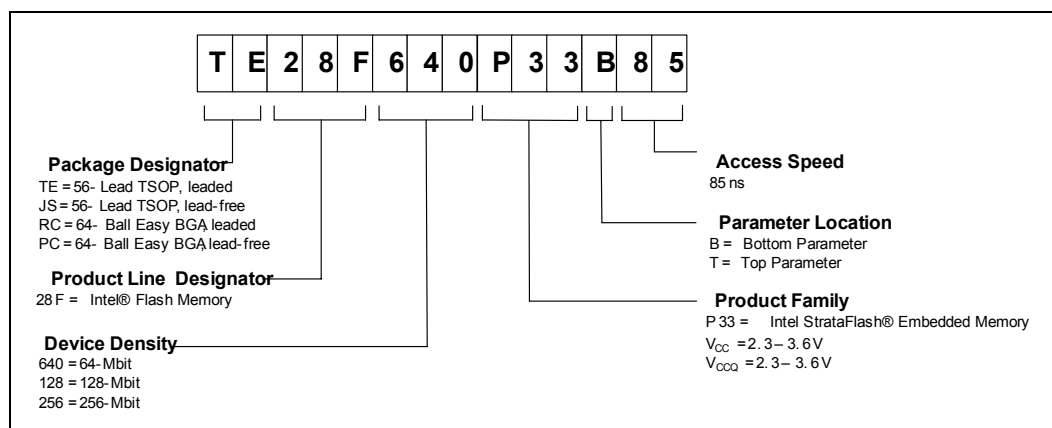 T E 2 8 F 6 4 0 P 3 3 B 8 5
Package Designator
TE = 56- Lead TSOP, leaded
JS = 56- Lead TSOP, lead-free
RC = 64- Ball Easy BGA, leaded
PC = 64- Ball Easy BGA, lead-free
Product Line Designator
28F = Intel® Flash Memory
Device Density
640 = 64-Mbit
128 = 128-Mbit
256 = 256-Mbit
Access Speed
85 ns
Parameter Location
B = Bottom Parameter
T = Top Parameter
Product Family
P33 = Intel StrataFlash® Embedded Memory
VCC = 2.3 – 3.6 V
VCCQ = 2.3 – 3.6 V